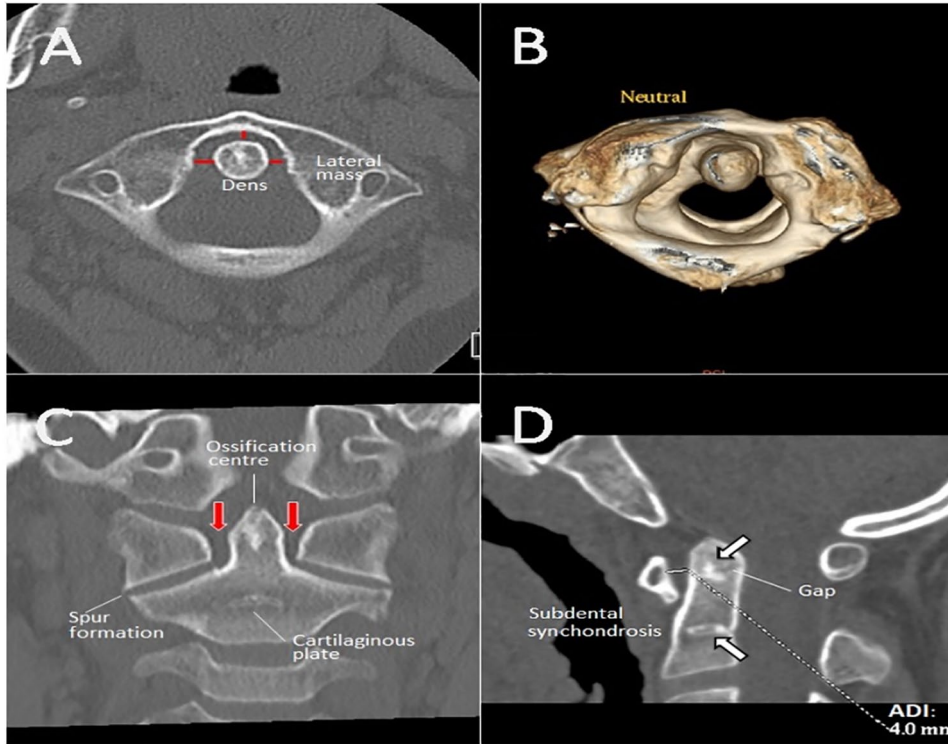 A
Dens
Lateral
mass
B
Neutral
C
Ossification
centre
Spur
formation
Cartilaginous
plate
D
Gap
Subdental
synchondrosis
ADI:
4.0 mm